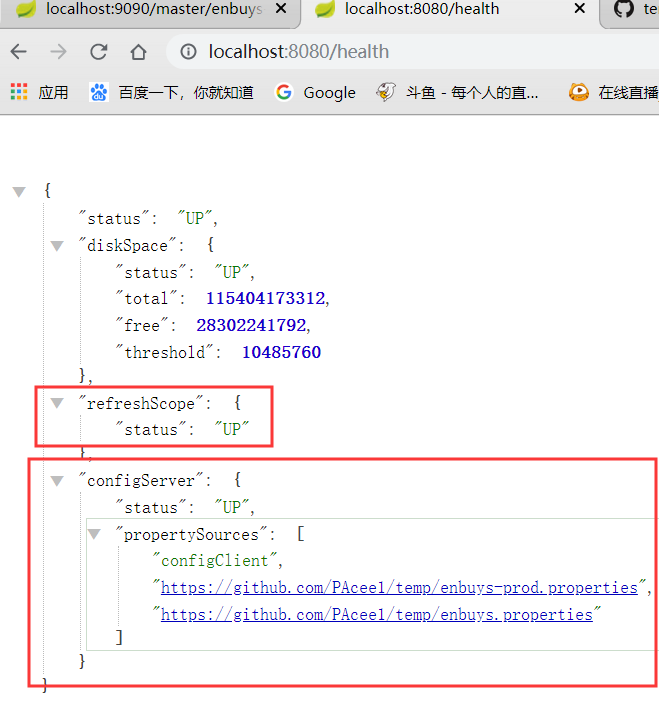 localhost:9090/master/enbuys
localhost:8080/health
te
localhost:8080/health
应用
百度一下，你就知道
Google
斗鱼 - 每个人的直...
在线直播
{
"status": "UP",
"diskSpace": {
"status": "UP",
"total": 115404173312,
"free": 28302241792,
"threshold": 10485760
},
"refreshScope": {
"status": "UP"
},
"configServer": {
"status": "UP",
"propertySources": [
"configClient",
"https://github.com/PAceel/temp/enbuys-prod.properties",
"https://github.com/PAceel/temp/enbuys.properties"
]
}
}